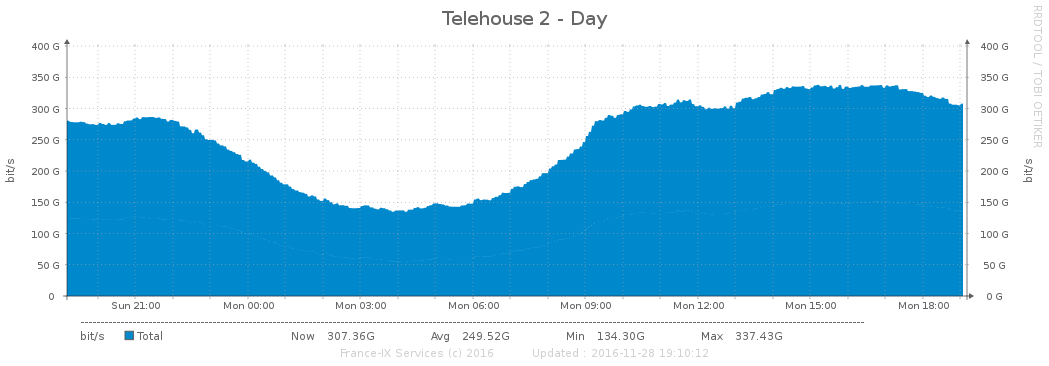 Telehouse 2 - Day
RRDTOOL / TOBI OETIKER
400 G 400 G
350 G 350 G
300 G 300 G
250 G 250 G
200 G 200 G
150 G 150 G
100 G 100 G
50 G 50 G
0 0 G
bit/s bit/s
Sun 21:00 Mon 00:00 Mon 03:00 Mon 06:00 Mon 09:00 Mon 12:00 Mon 15:00 Mon 18:00
bit/s Total Now 307.36G Avg 249.52G Min 134.30G Max 337.43G
France-IX Services (c) 2016 Updated : 2016-11-28 19:10:12